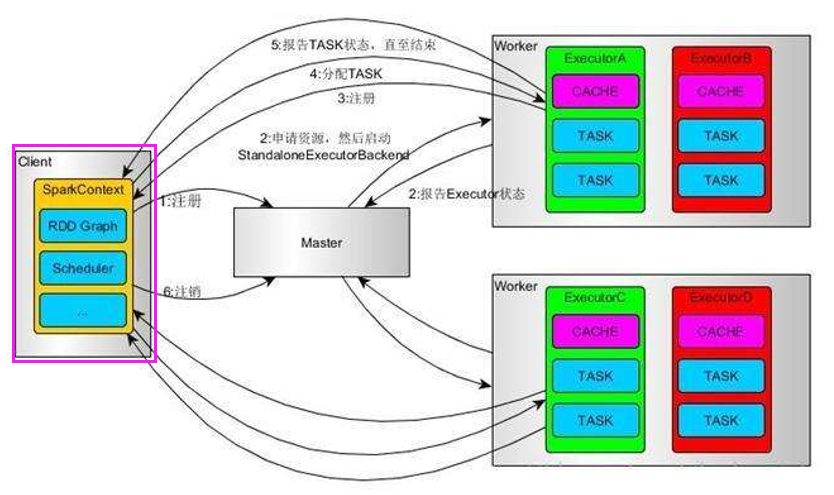 5:报告TASK状态，直至结束
4:分配TASK
3:注册
2:申请资源，然后启动
StandaloneExecutorBackend
2:报告Executor状态
Client
SparkContext
RDD Graph
Scheduler
...
1:注册
6:注销
Master
Worker
ExecutorA
CACHE
TASK
TASK
ExecutorB
CACHE
TASK
TASK
Worker
ExecutorC
CACHE
TASK
TASK
ExecutorD
CACHE
TASK
TASK